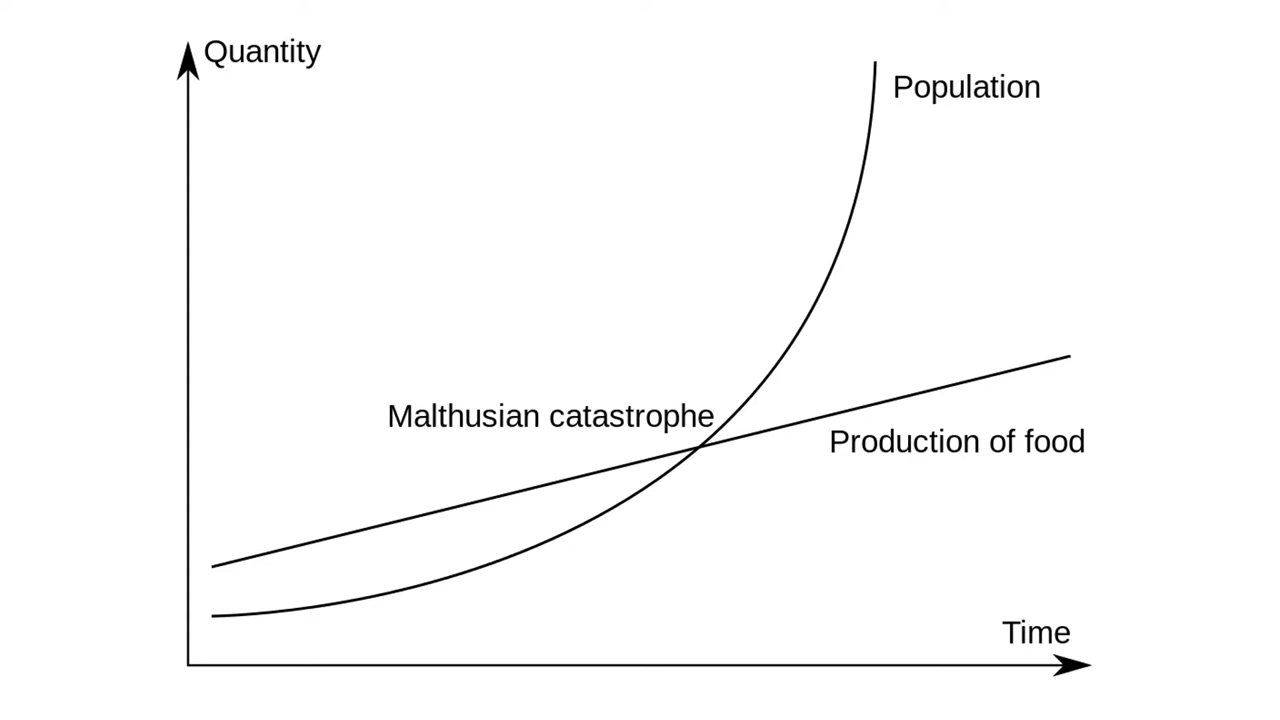 Quantity
Population
Malthusian catastrophe
Production of food
Time